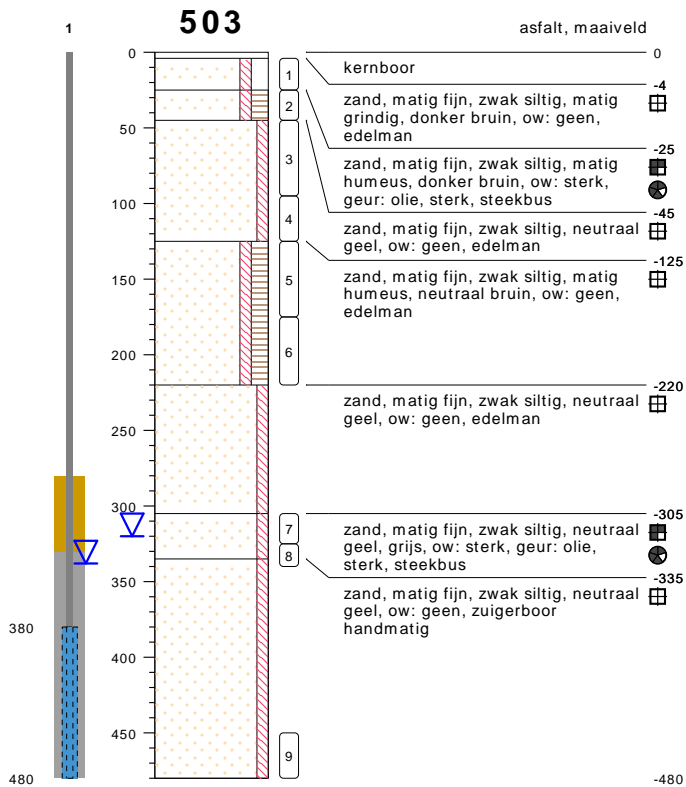 503
1
asfalt, maaiveld
0
0
kernboor
-4
1
zand, matig fijn, zwak siltig, matig
grindig, donker bruin, ow: geen,
edelman
2
50
-25
zand, matig fijn, zwak siltig, matig
humeus, donker bruin, ow: sterk,
geur: olie, sterk, steekbus
3
100
-45
4
zand, matig fijn, zwak siltig, neutraal
geel, ow: geen, edelman
-125
5
150
zand, matig fijn, zwak siltig, matig
humeus, neutraal bruin, ow: geen,
edelman
6
200
-220
zand, matig fijn, zwak siltig, neutraal
geel, ow: geen, edelman
250
300
-305
7
zand, matig fijn, zwak siltig, neutraal
geel, grijs, ow: sterk, geur: olie,
sterk, steekbus
8
350
-335
zand, matig fijn, zwak siltig, neutraal
geel, ow: geen, zuigerboor
handmatig
380
400
450
9
480
-480